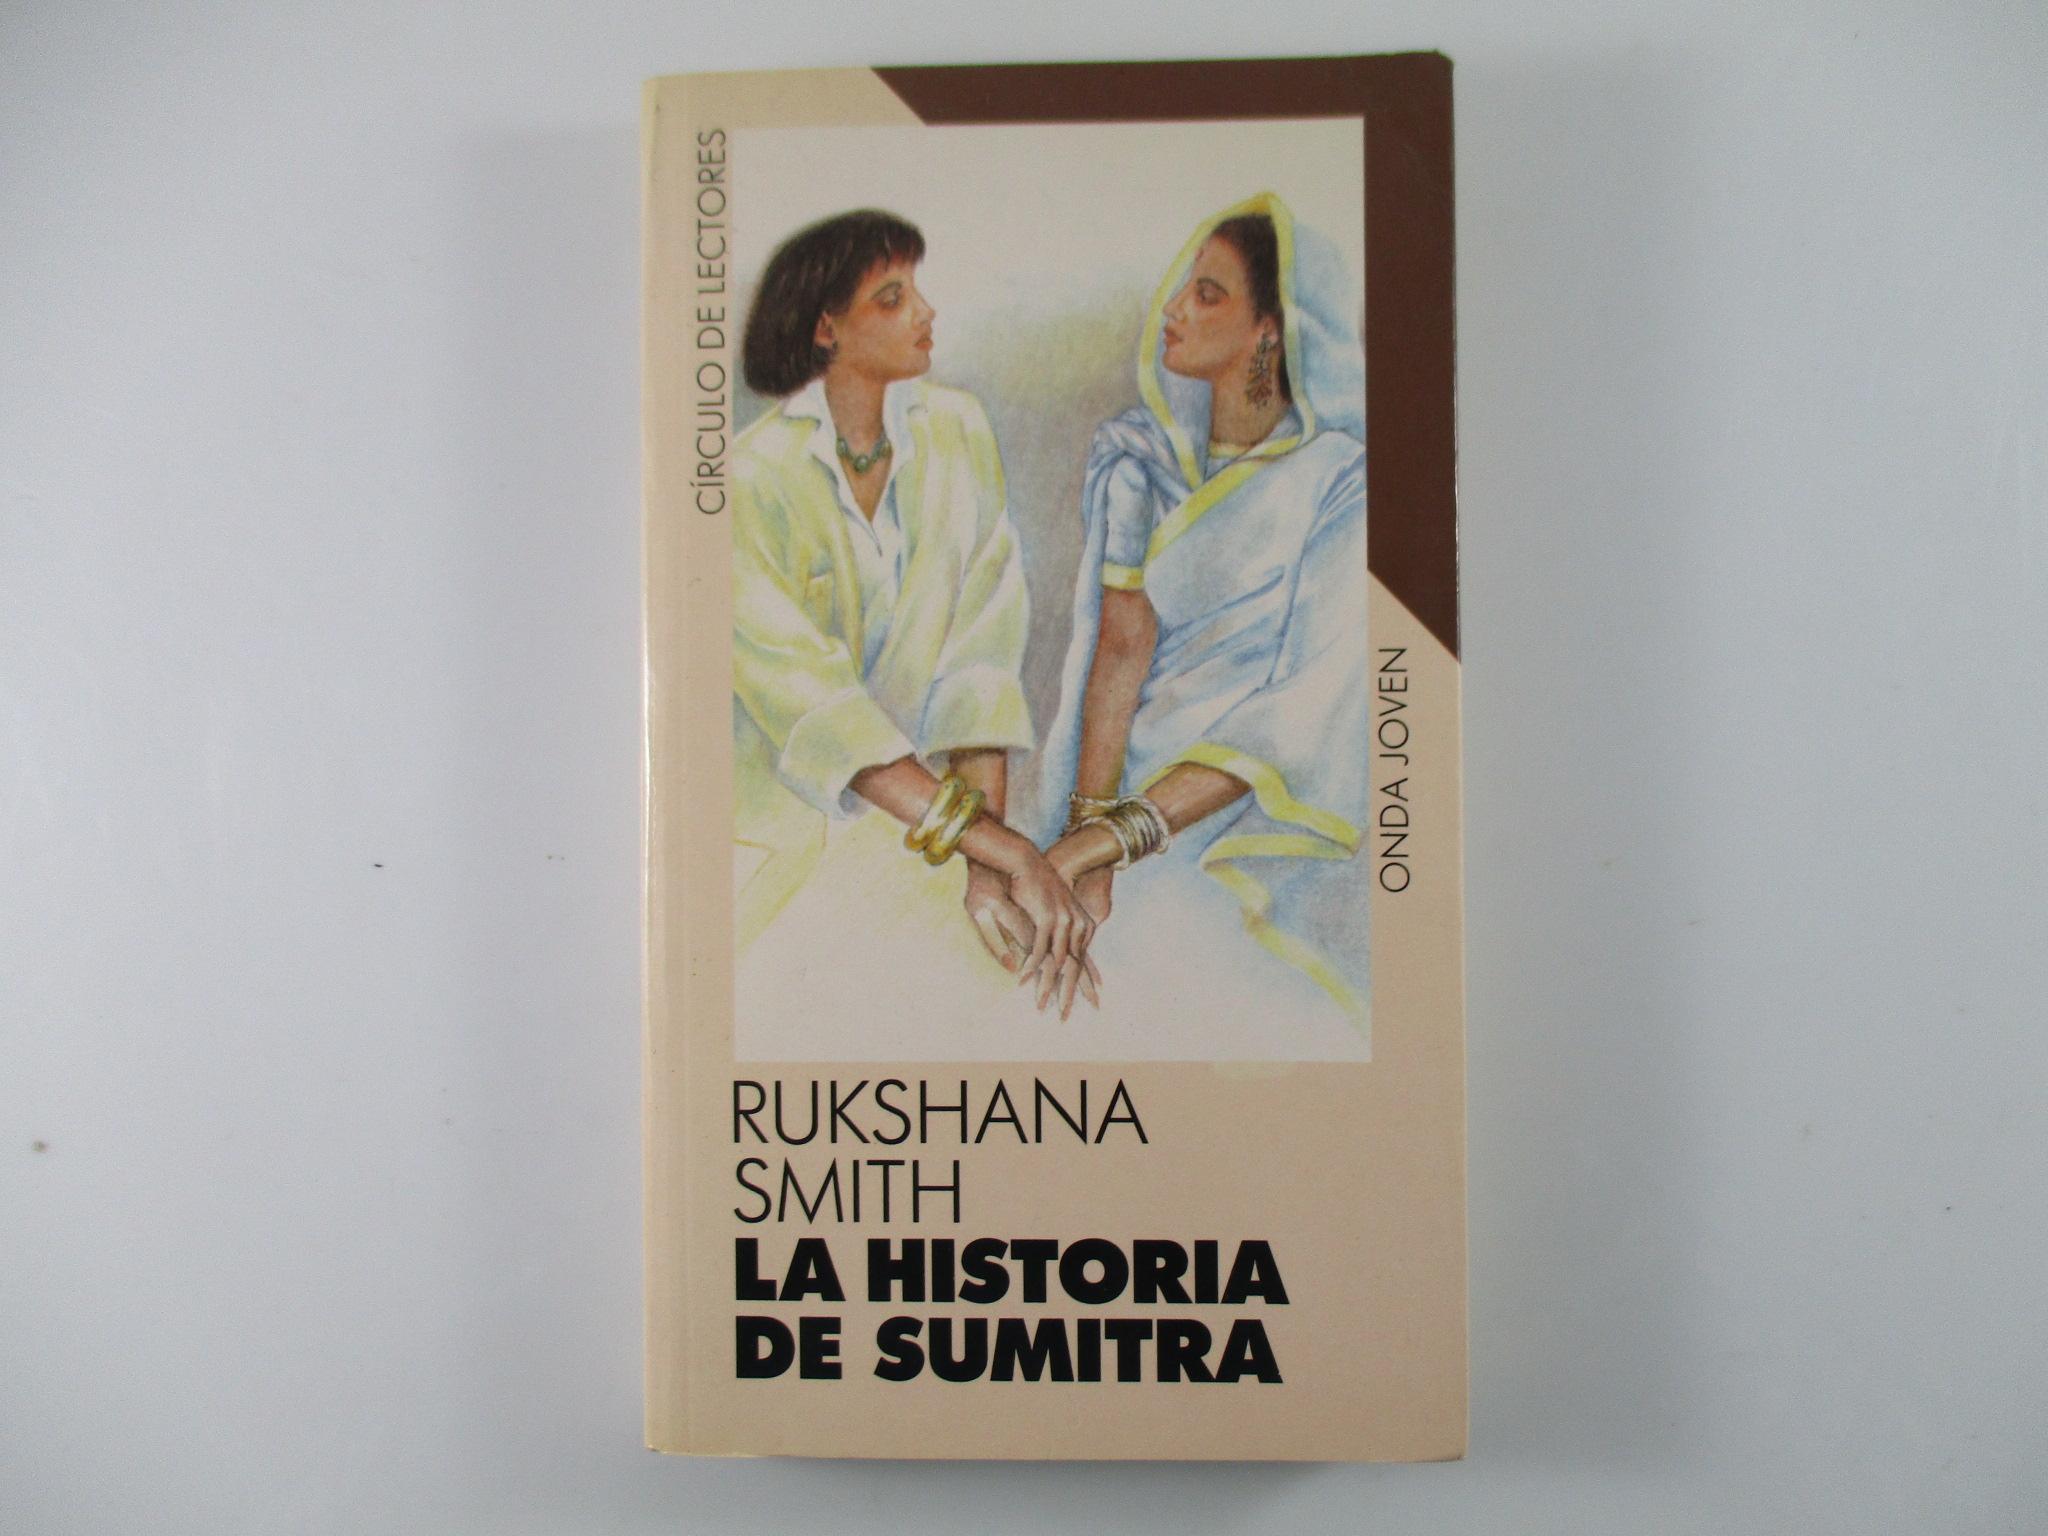 CÍRCULO DE LECTORES
ONDA JOVEN
RUKSHANA
SMITH
LA HISTORIA
DE SUMITRA